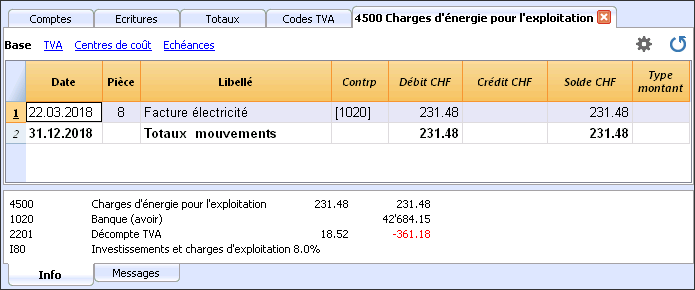 Comptes Ecritures Totaux Codes TVA 4500 Charges d'énergie pour l'exploitation
Base TVA Centres de coût Echéances
Date Pièce Libellé Contrp Débit CHF Crédit CHF Solde CHF Type montant
1 22.03.2018 8 Facture électricité [1020] 231.48 231.48
2 31.12.2018 Totaux mouvements 231.48 231.48
4500 Charges d'énergie pour l'exploitation 231.48 231.48
1020 Banque (avoir) 42'684.15
2201 Décompte TVA 18.52 -361.18
I80 Investissements et charges d'exploitation 8.0%
Info Messages